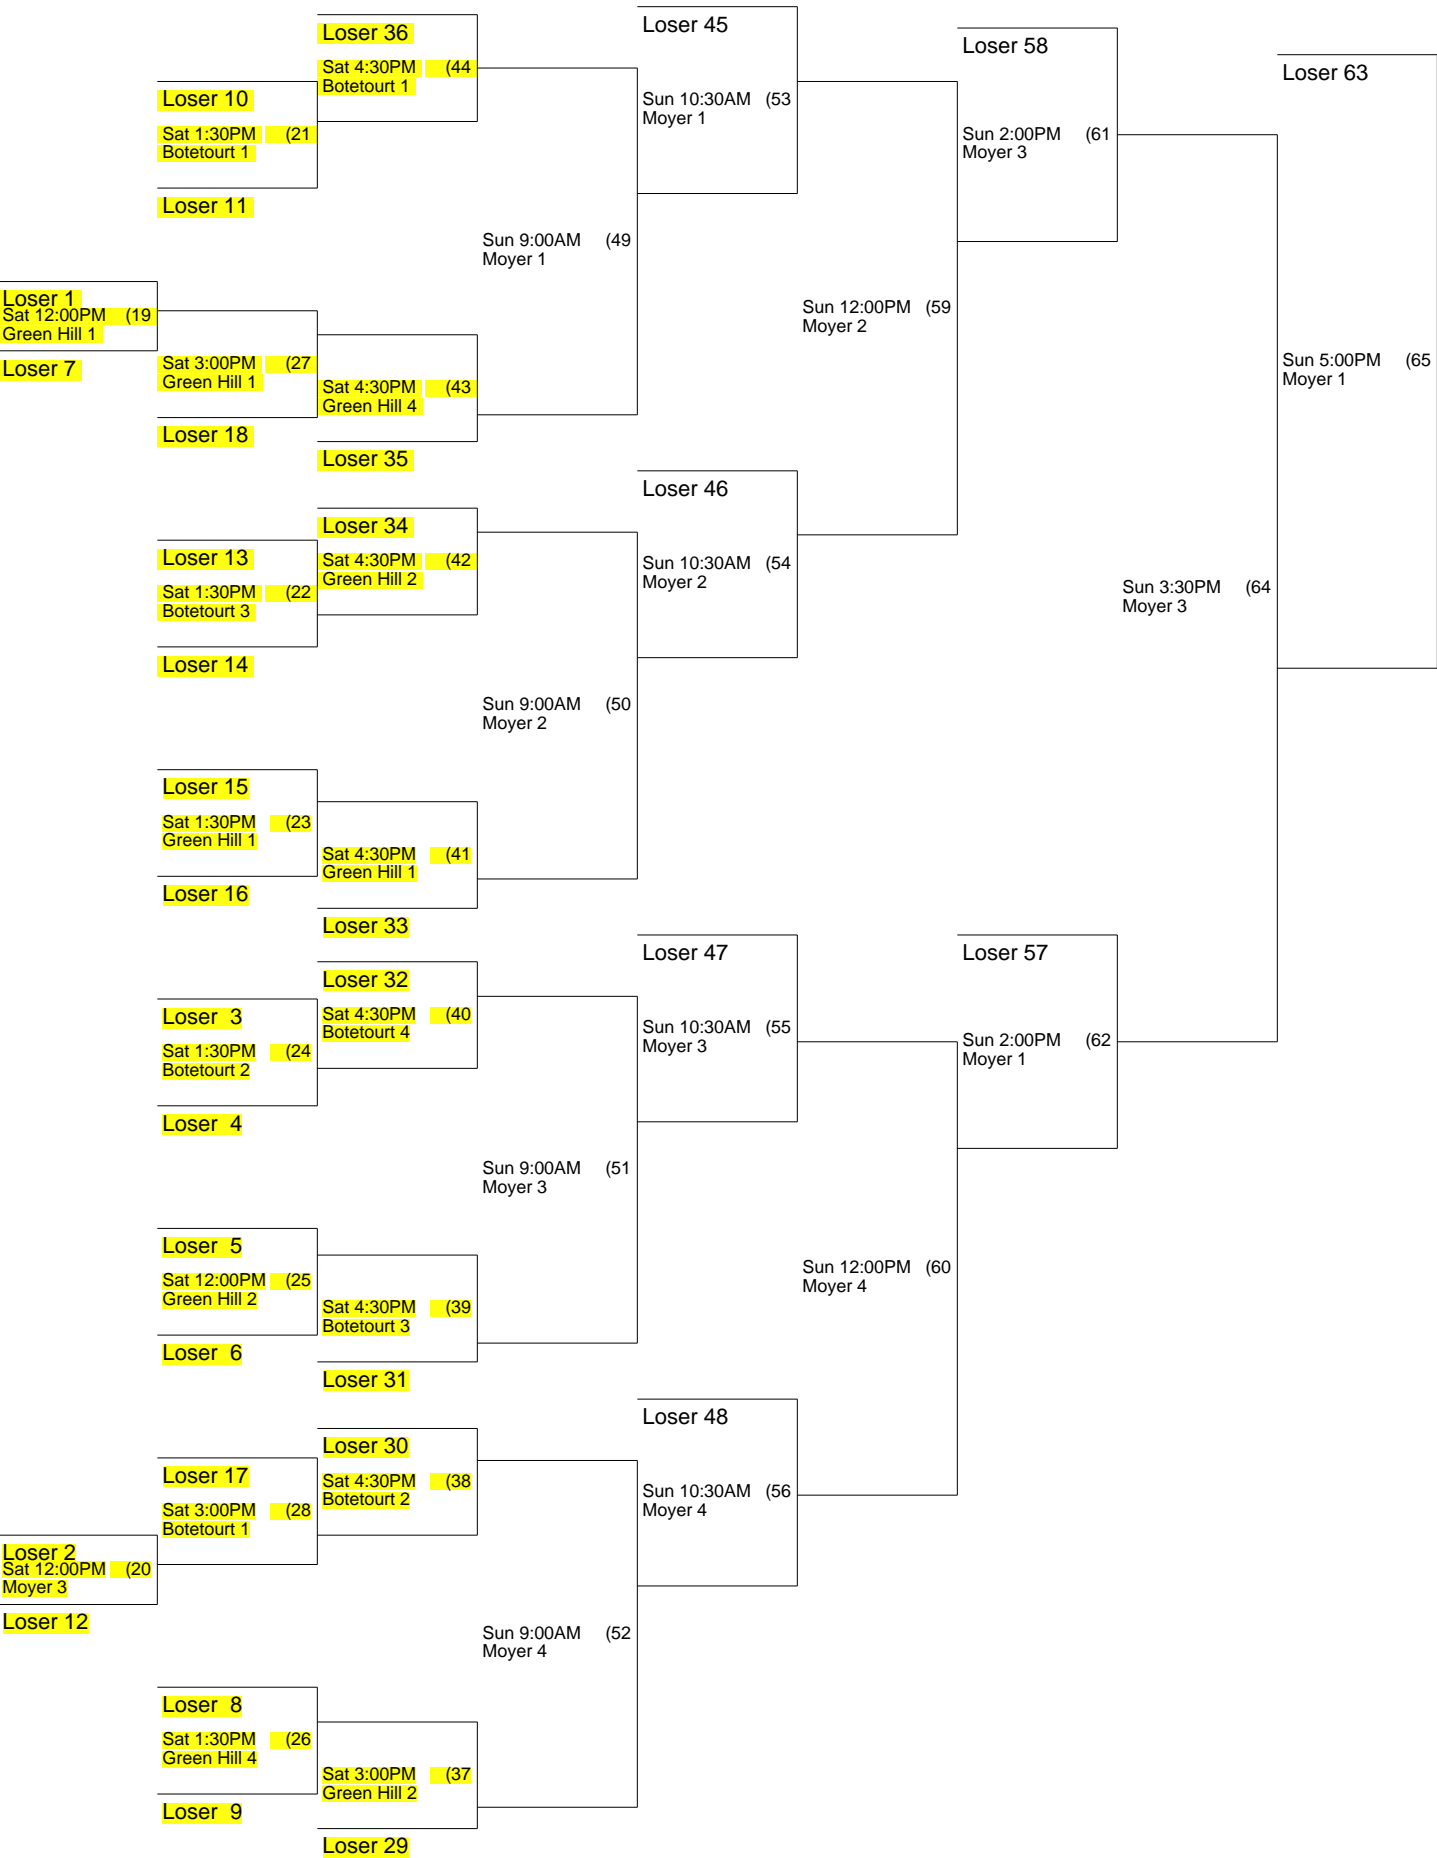 Loser 36
Sat 4:30PM (44
Botetourt 1
Loser 10
Sat 1:30PM (21
Botetourt 1
Loser 11
Loser 1
Sat 12:00PM (19
Green Hill 1
Loser 7
Sat 3:00PM (27
Green Hill 1
Loser 18
Sat 4:30PM (43
Green Hill 4
Loser 35
Loser 34
Sat 4:30PM (42
Green Hill 2
Loser 13
Sat 1:30PM (22
Botetourt 3
Loser 14
Loser 15
Sat 1:30PM (23
Green Hill 1
Loser 16
Sat 4:30PM (41
Green Hill 1
Loser 33
Loser 32
Sat 4:30PM (40
Botetourt 4
Loser 3
Sat 1:30PM (24
Botetourt 2
Loser 4
Loser 5
Sat 12:00PM (25
Green Hill 2
Loser 6
Sat 4:30PM (39
Botetourt 3
Loser 31
Loser 30
Sat 4:30PM (38
Botetourt 2
Loser 17
Sat 3:00PM (28
Botetourt 1
Loser 2
Sat 12:00PM (20
Moyer 3
Loser 12
Loser 8
Sat 1:30PM (26
Green Hill 4
Loser 9
Sat 3:00PM (37
Green Hill 2
Loser 29
Sun 9:00AM (49
Moyer 1
Sun 9:00AM (50
Moyer 2
Sun 9:00AM (51
Moyer 3
Sun 9:00AM (52
Moyer 4
Loser 45
Sun 10:30AM (53
Moyer 1
Loser 46
Sun 10:30AM (54
Moyer 2
Loser 47
Sun 10:30AM (55
Moyer 3
Loser 48
Sun 10:30AM (56
Moyer 4
Sun 12:00PM (59
Moyer 2
Sun 12:00PM (60
Moyer 4
Loser 58
Sun 2:00PM (61
Moyer 3
Loser 57
Sun 2:00PM (62
Moyer 1
Sun 3:30PM (64
Moyer 3
Loser 63
Sun 5:00PM (65
Moyer 1